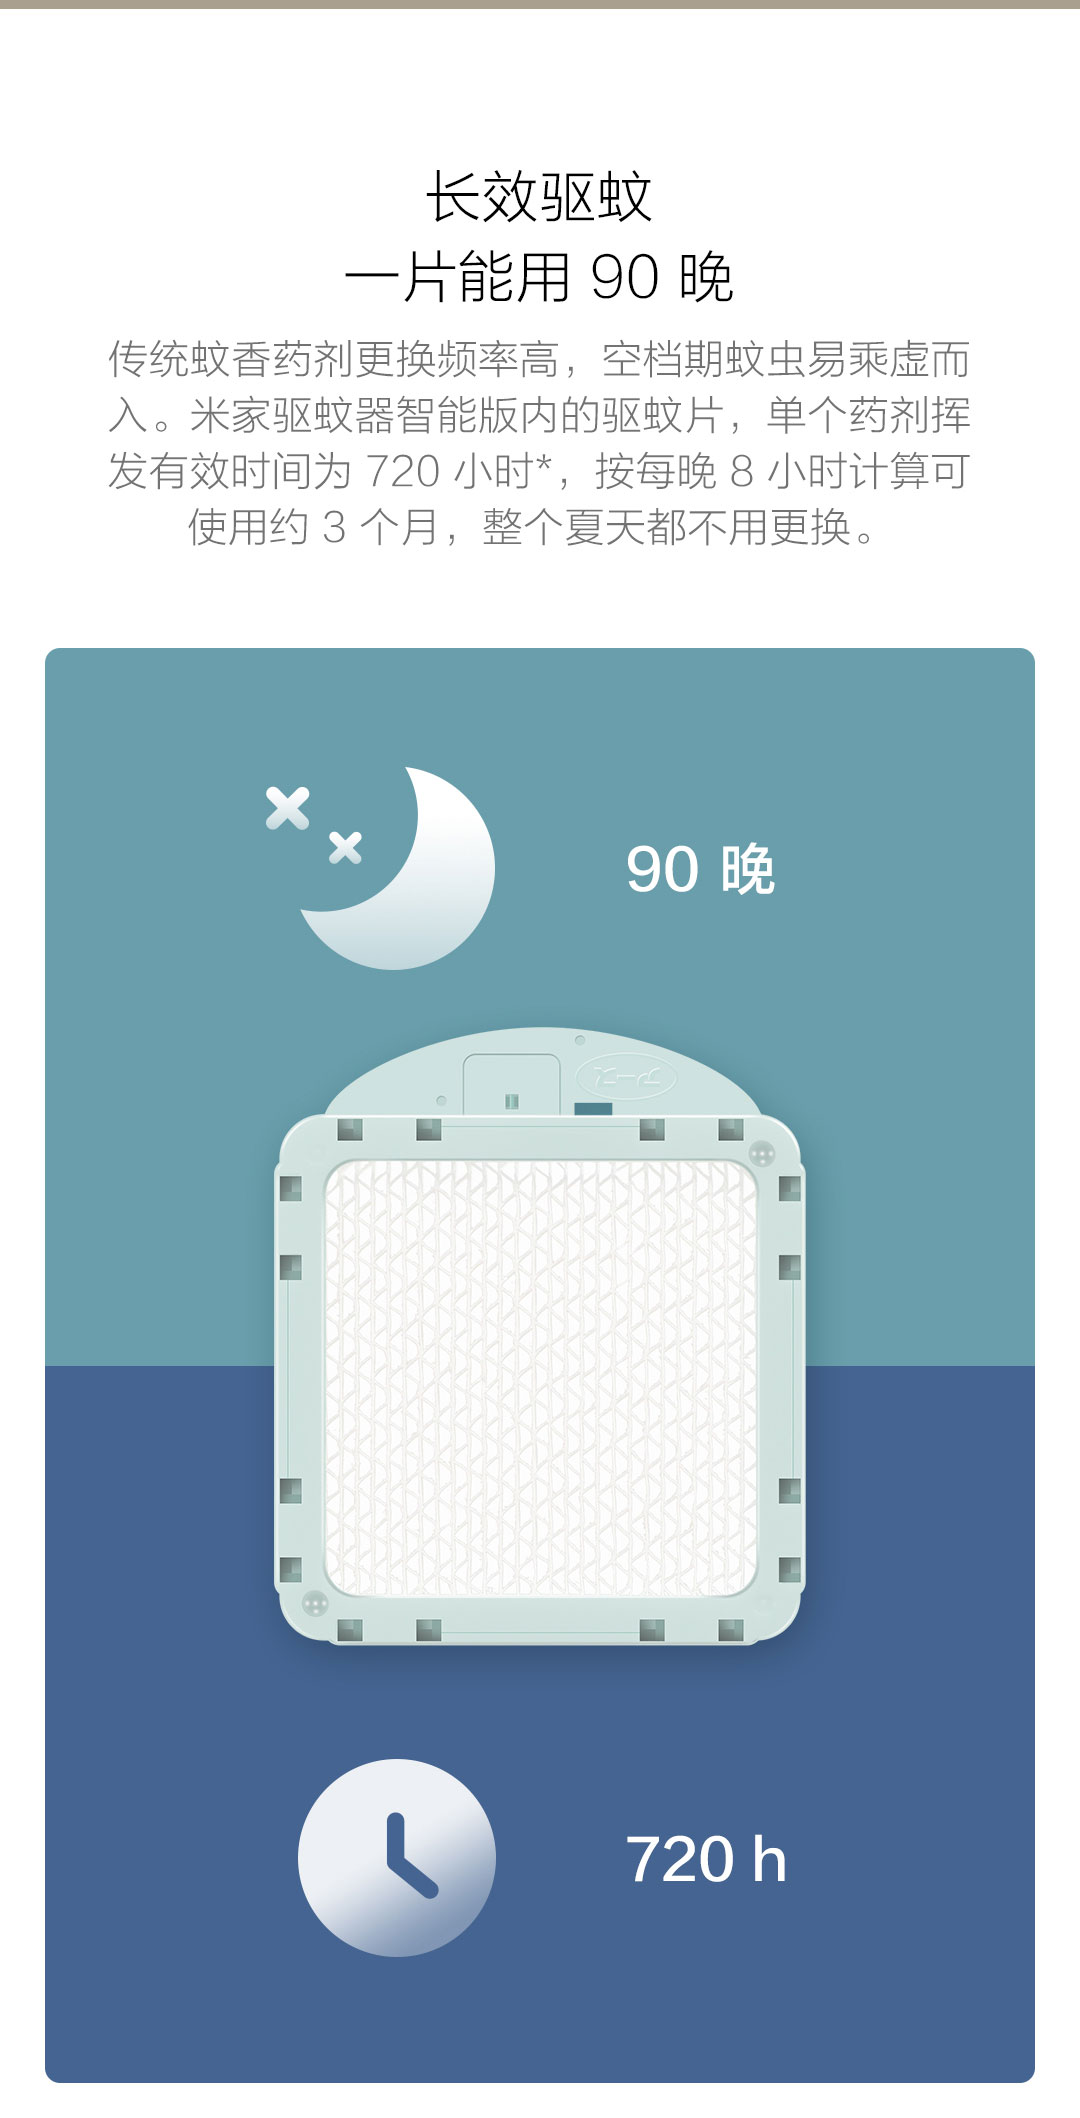 长效驱蚊
一片能用 90 晚
传统蚊香药剂更换频率高，空档期蚊虫易乘虚而
入。米家驱蚊器智能版内的驱蚊片，单个药剂挥
发有效时间为 720 小时*，按每晚 8 小时计算可
使用约 3 个月，整个夏天都不用更换。
90 晚
720 h